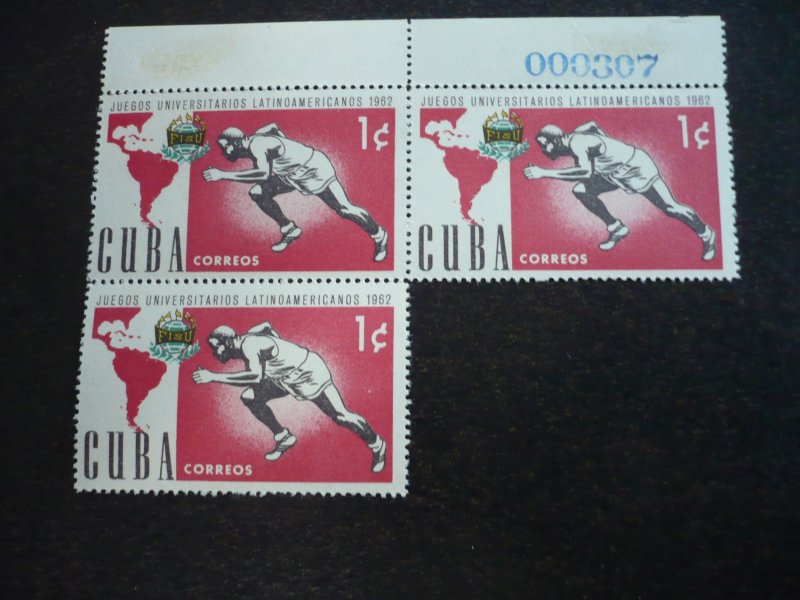 000307
JUEGOS UNIVERSITARIOS LATINOAMERICANOS 1962
FISU
1¢
CUBA
CORREOS
JUEGOS UNIVERSITARIOS LATINOAMERICANOS 1962
FISU
1¢
CUBA
CORREOS
JUEGOS UNIVERSITARIOS LATINOAMERICANOS 1962
FISU
1¢
CUBA
CORREOS